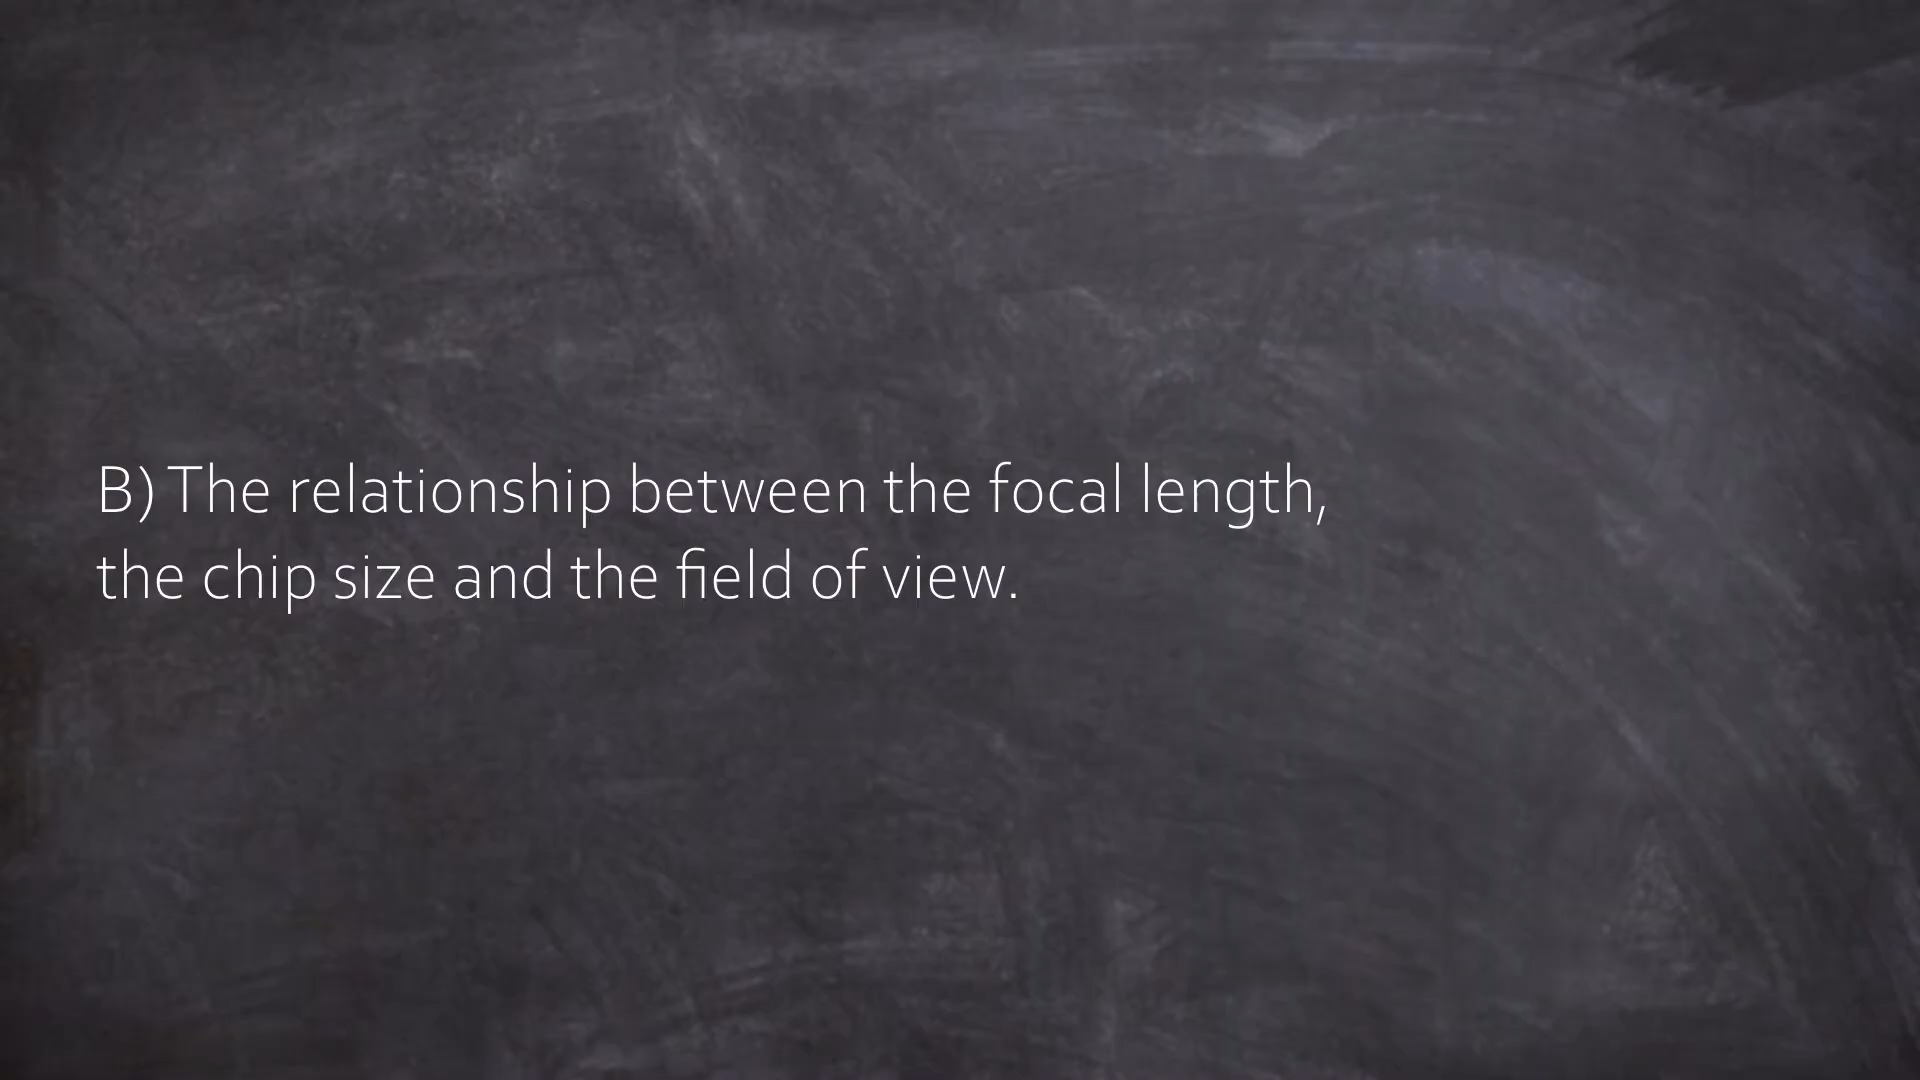 B) The relationship between the focal length,
the chip size and the field of view.